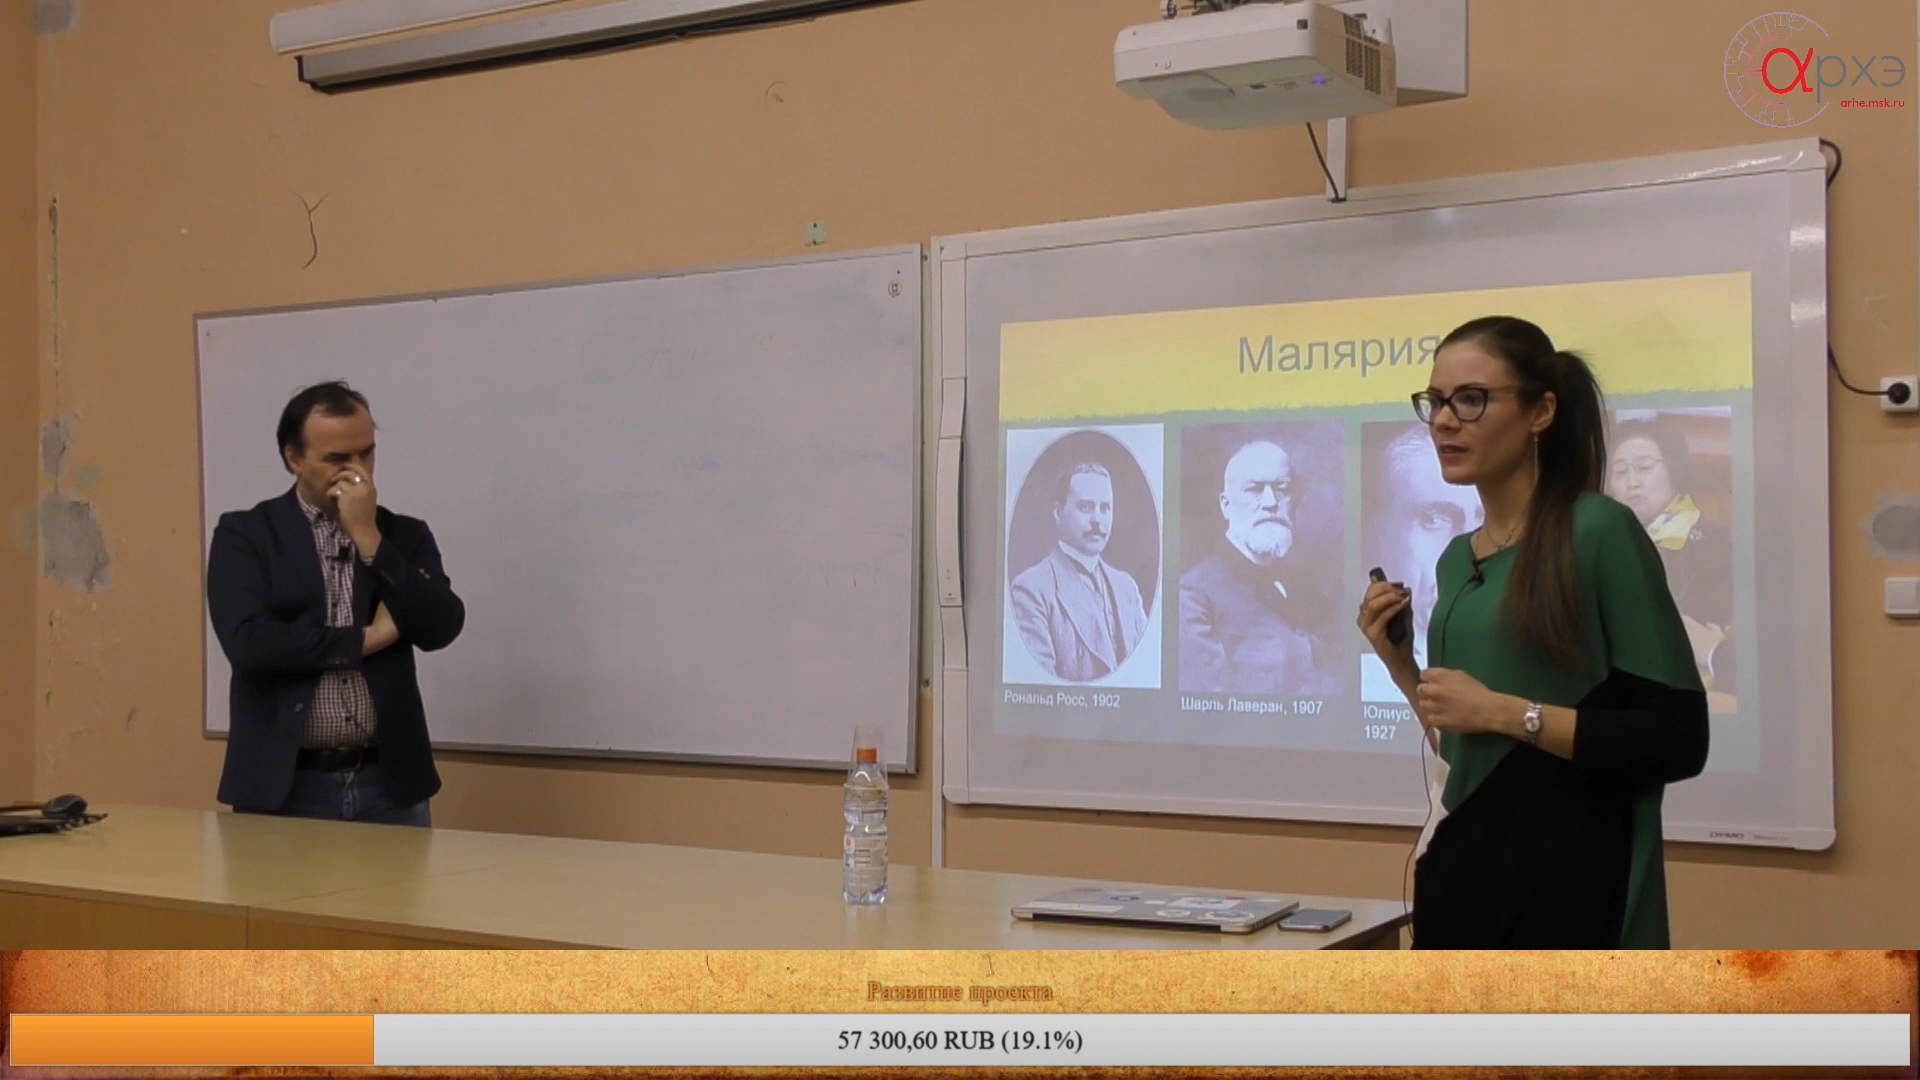 αрхэ
arhe.msk.ru
Малярия
Рональд Росс, 1902
Шарль Лаверан, 1907
Юлиус
1927
DYMO
Развитие проекта
57 300,60 RUB (19.1%)